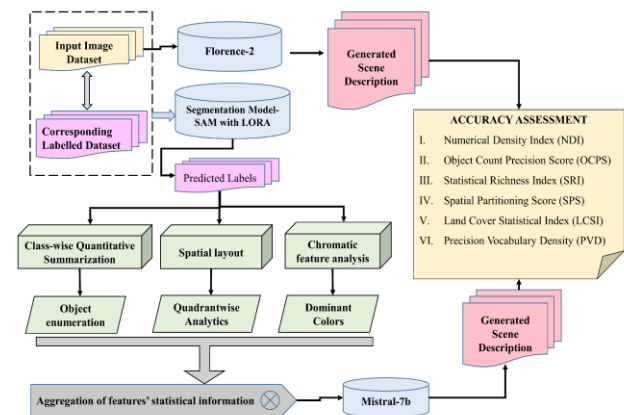 Input Image
Dataset
Florence-2
Generated
Scene
Description
Corresponding
Labelled Dataset
Segmentation Model-
SAM with LORA
Predicted Labels
ACCURACY ASSESSMENT
I. Numerical Density Index (NDI)
II. Object Count Precision Score (OCPS)
III. Statistical Richness Index (SRI)
IV. Spatial Partitioning Score (SPS)
V. Land Cover Statistical Index (LCSI)
VI. Precision Vocabulary Density (PVD)
Class-wise Quantitative
Summarization
Spatial layout
Chromatic
feature analysis
Object
enumeration
Quadrantwise
Analytics
Dominant
Colors
Generated
Scene
Description
Aggregation of features' statistical information
Mistral-7b